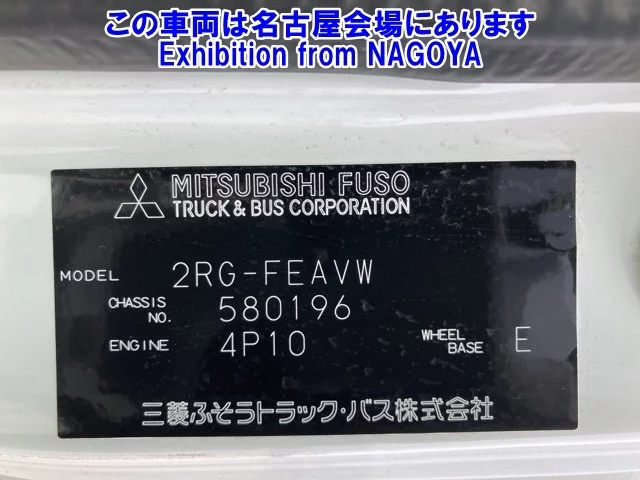 この車両は名古屋会場にあります
Exhibition from NAGOYA
MITSUBISHI FUSO
TRUCK & BUS CORPORATION
MODEL 2RG-FEAVW
CHASSIS NO. 580196
ENGINE 4P10 WHEEL BASE E
三菱ふそうトラック・バス株式会社